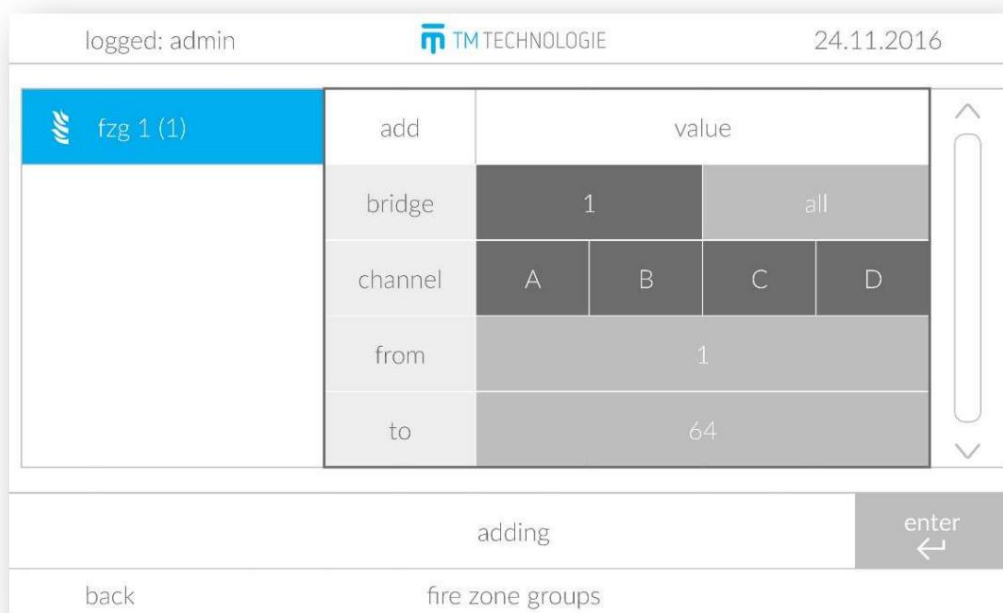 logged: admin TM TECHNOLOGIE 24.11.2016
fzg 1 (1) add value
bridge 1 all
channel A B C D
from 1
to 64
adding enter
back fire zone groups